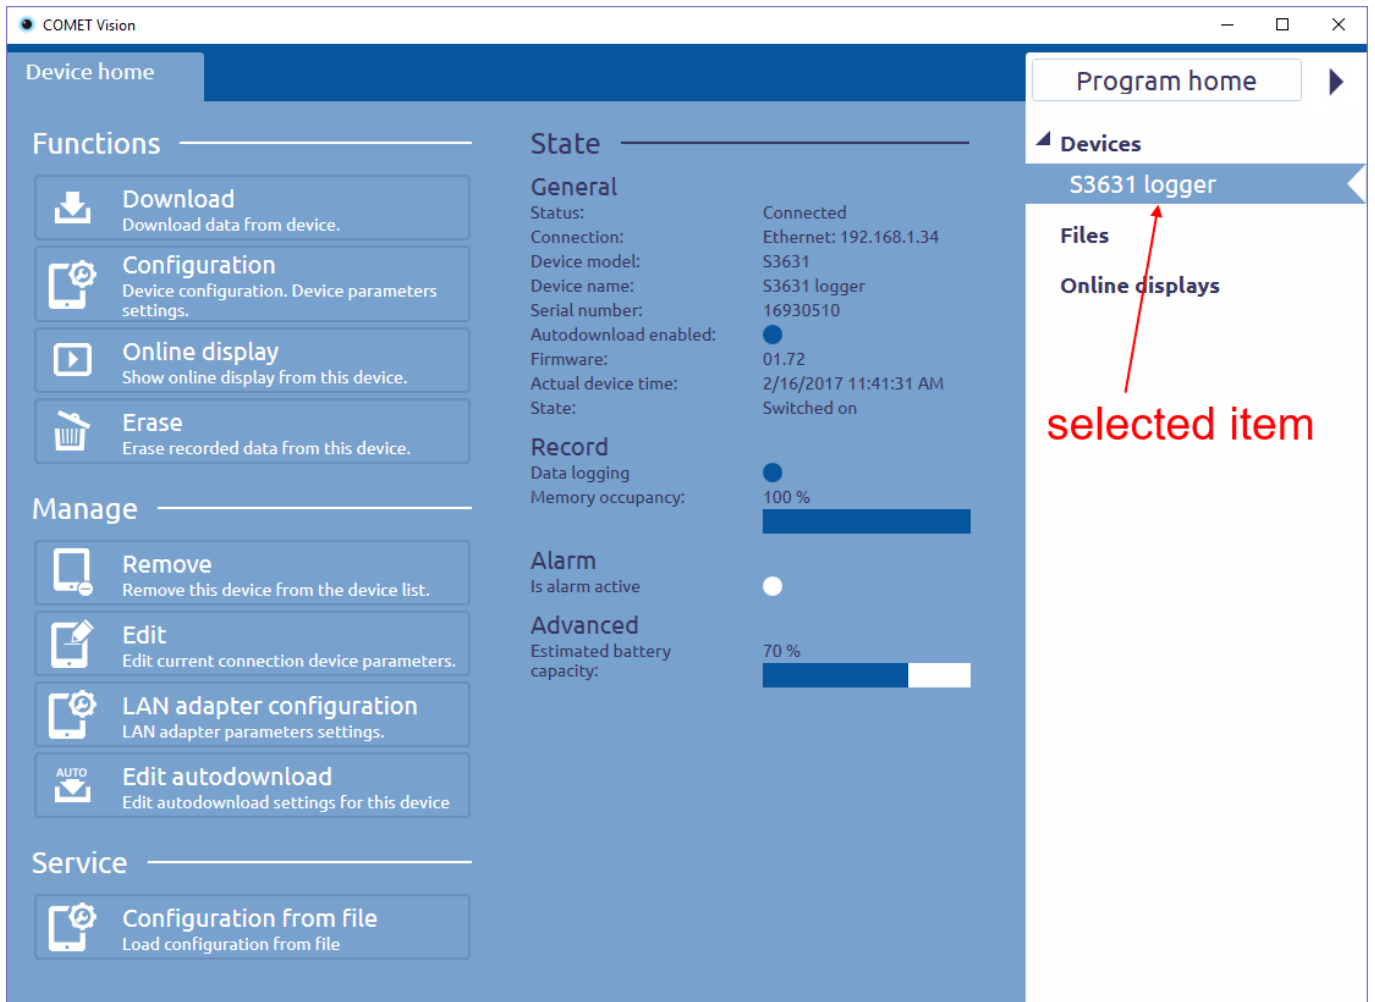 COMET Vision
Device home
Program home
Functions
Download
Download data from device.
Configuration
Device configuration. Device parameters
settings.
Online display
Show online display from this device.
Erase
Erase recorded data from this device.
Manage
Remove
Remove this device from the device list.
Edit
Edit current connection device parameters.
LAN adapter configuration
LAN adapter parameters settings.
AUTO
Edit autodownload
Edit autodownload settings for this device
Service
Configuration from file
Load configuration from file
State
General
Status: Connected
Connection: Ethernet: 192.168.1.34
Device model: S3631
Device name: S3631 logger
Serial number: 16930510
Autodownload enabled:
Firmware: 01.72
Actual device time: 2/16/2017 11:41:31 AM
State: Switched on
Record
Data logging
Memory occupancy: 100 %
Alarm
Is alarm active
Advanced
Estimated battery 70 %
capacity:
Devices
S3631 logger
Files
Online displays
selected item